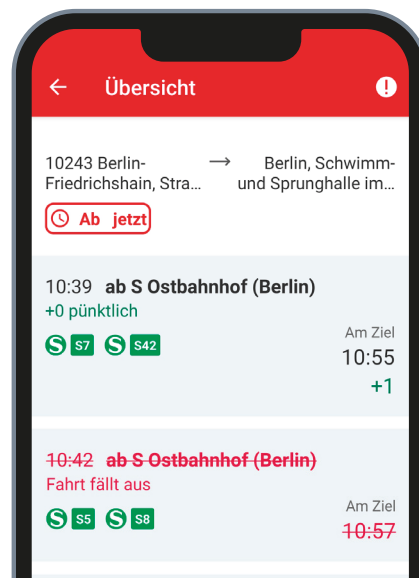 Übersicht
10243 Berlin- → Berlin, Schwimm-
Friedrichshain, Stra... und Sprunghalle im...
Ab jetzt
10:39 ab S Ostbahnhof (Berlin)
+0 pünktlich
S S7 S S42
Am Ziel
10:55
+1
10:42 ab S Ostbahnhof (Berlin)
Fahrt fällt aus
S S5 S S8
Am Ziel
10:57